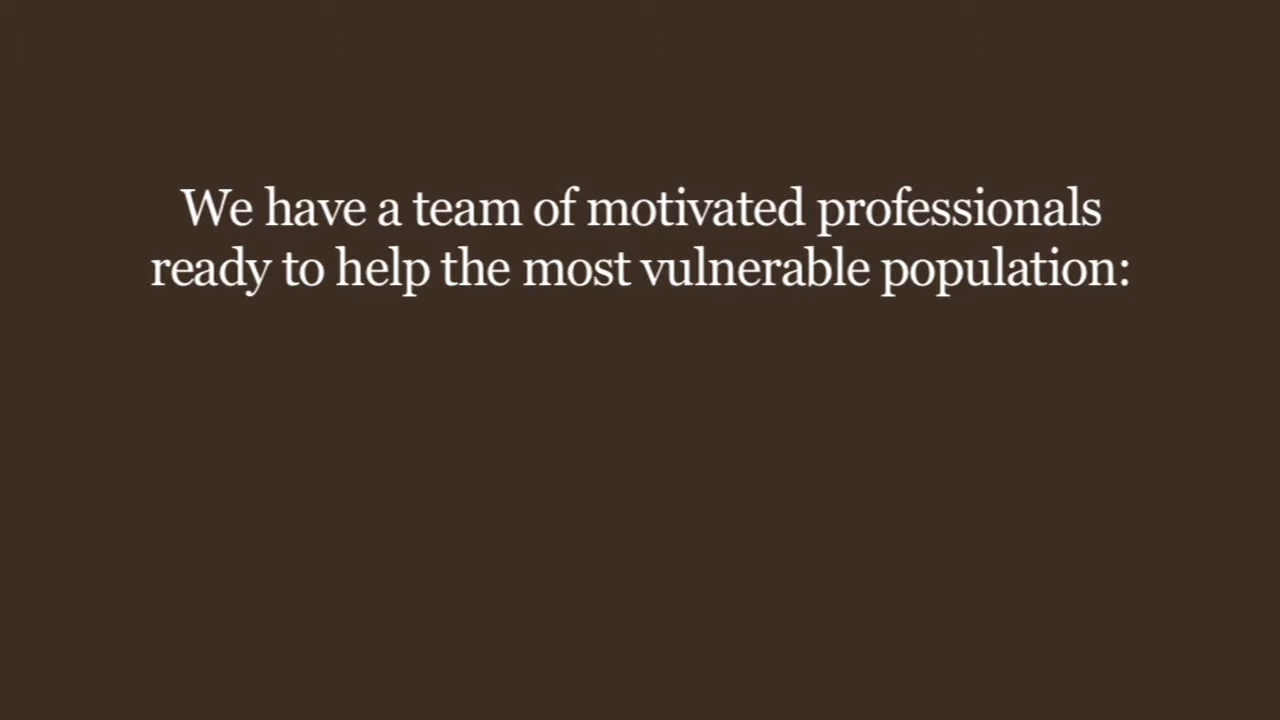 We have a team of motivated professionals
ready to help the most vulnerable population: